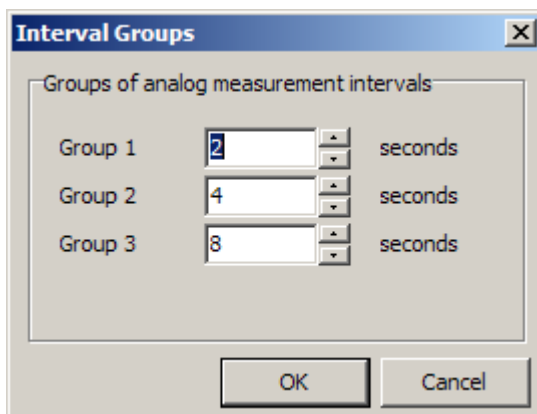 Interval Groups
Groups of analog measurement intervals
Group 1 2 seconds
Group 2 4 seconds
Group 3 8 seconds
OK Cancel